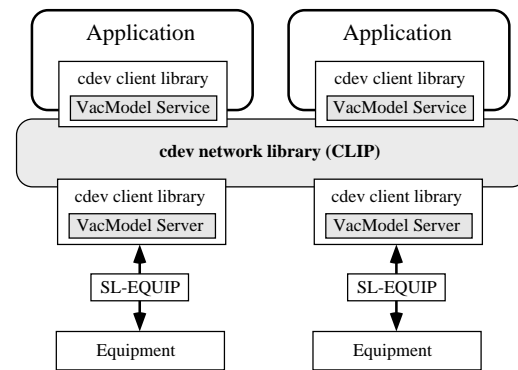 Application
Application
cdev client library
cdev client library
VacModel Service
VacModel Service
cdev network library (CLIP)
cdev client library
cdev client library
VacModel Server
VacModel Server
SL-EQUIP
SL-EQUIP
Equipment
Equipment